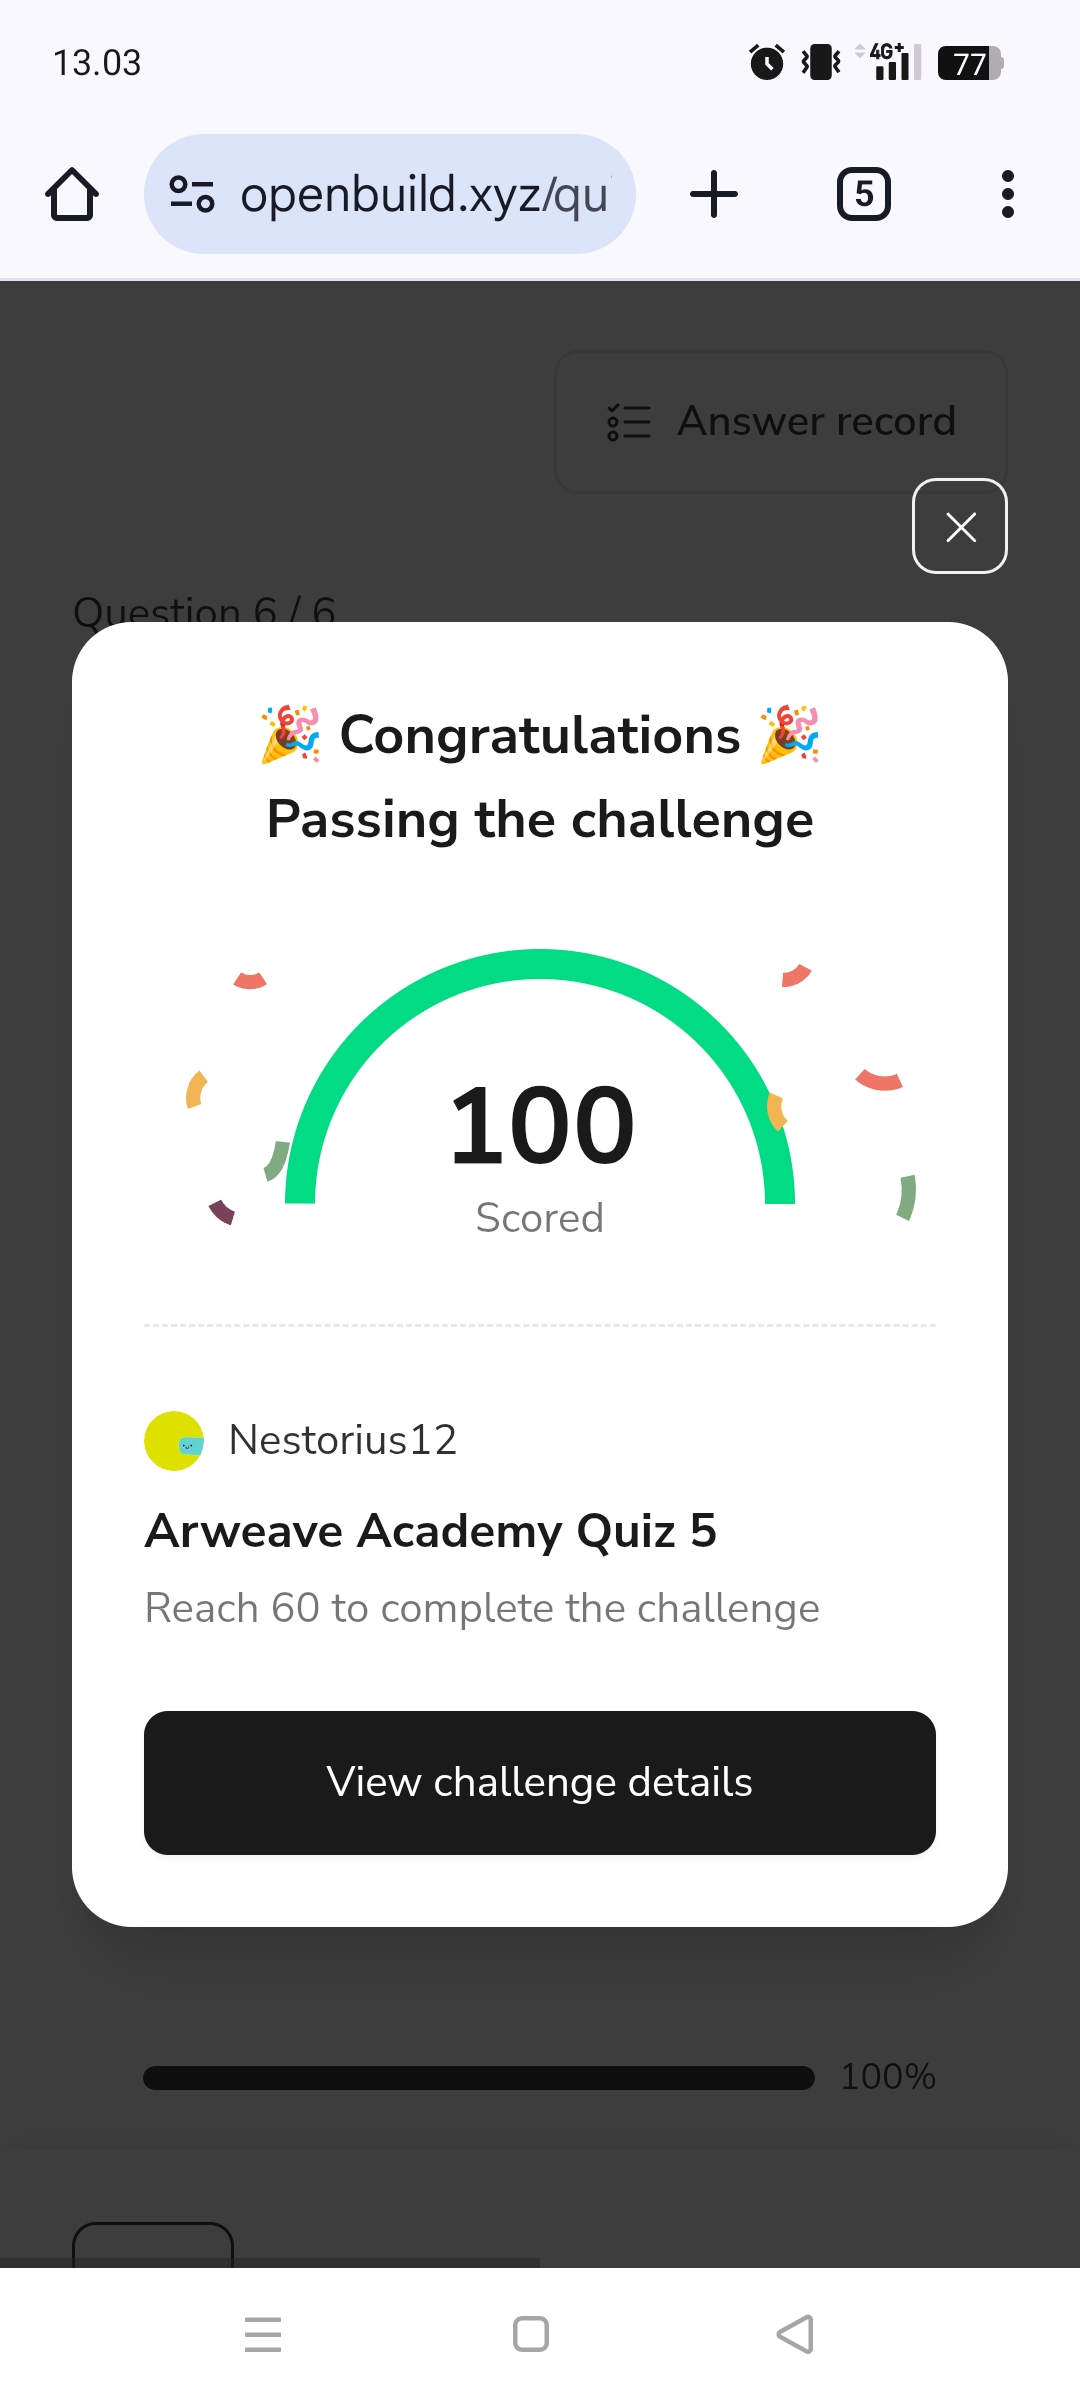 13.03
4G+
77
openbuild.xyz/qu
5
Answer record
Question 6 / 6
🎉 Congratulations 🎉
Passing the challenge
100
Scored
Nestorius12
Arweave Academy Quiz 5
Reach 60 to complete the challenge
View challenge details
100%